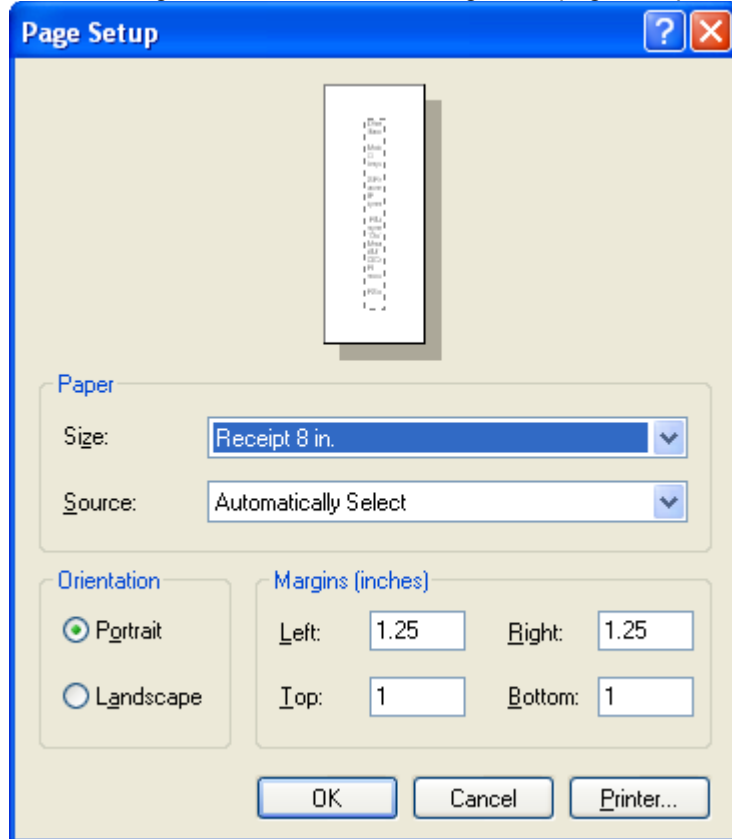 Page Setup
Paper
Size: Receipt 8 in.
Source: Automatically Select
Orientation
Portrait
Landscape
Margins (inches)
Left: 1.25 Right: 1.25
Top: 1 Bottom: 1
OK Cancel Printer...